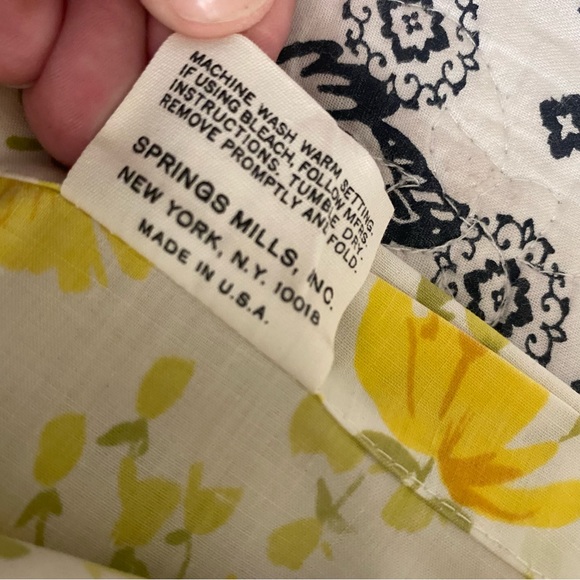 MACHINE WASH WARM SETTING.
IF USING BLEACH, FOLLOW MFRS.
INSTRUCTIONS. TUMBLE DRY.
REMOVE PROMPTLY AND FOLD.
SPRINGS MILLS, INC.
NEW YORK, N.Y. 10018
MADE IN U.S.A.